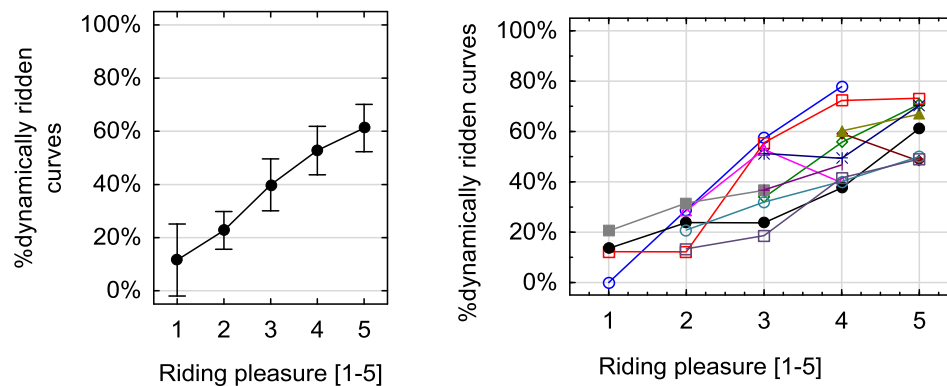 100%
80%
60%
40%
20%
0%
%dynamically ridden
curves
1 2 3 4 5
Riding pleasure [1-5]
100%
80%
60%
40%
20%
0%
%dynamically ridden curves
1 2 3 4 5
Riding pleasure [1-5]